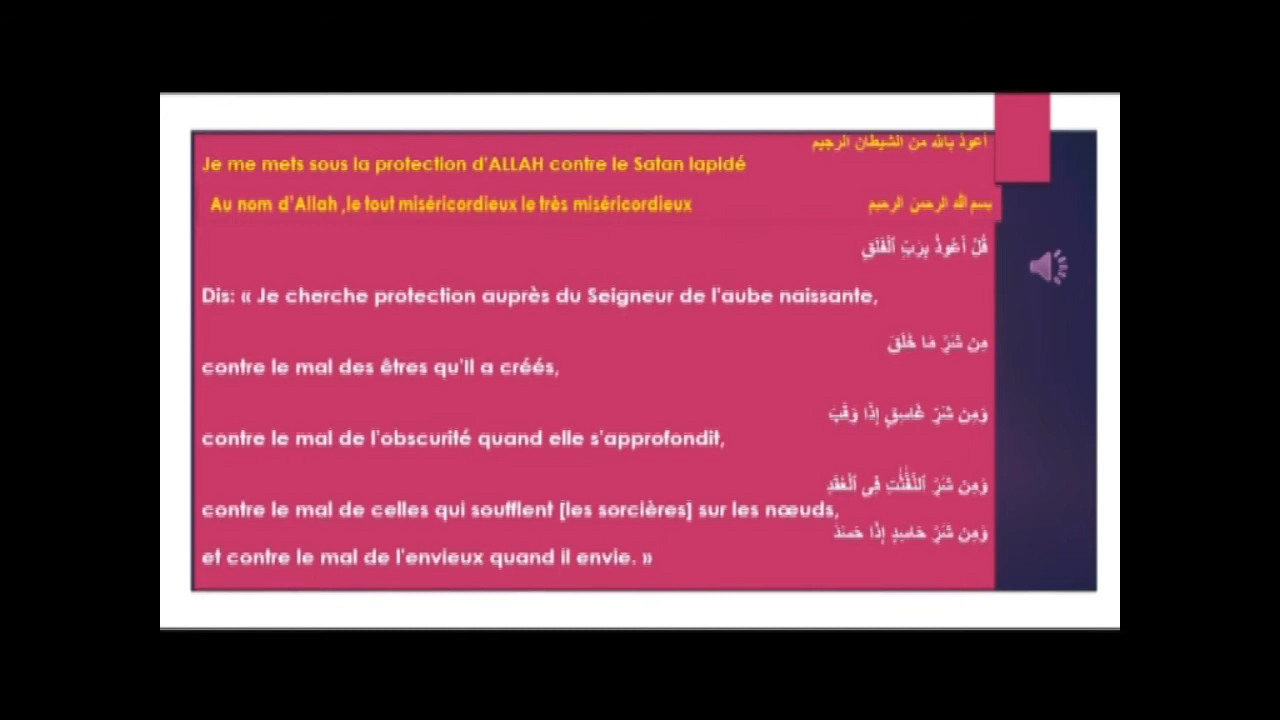 أعوذ بالله من الشيطان الرجيم
Je me mets sous la protection d'ALLAH contre le Satan lapidé
بسم الله الرحمن الرحيم
Au nom d'Allah ,le tout miséricordieux le très miséricordieux
قُلْ أَعُوذُ بِرَبِّ ٱلْفَلَقِ
Dis: « Je cherche protection auprès du Seigneur de l'aube naissante,
مِن شَرِّ مَا خَلَقَ
contre le mal des êtres qu'Il a créés,
وَمِن شَرِّ غَاسِقٍ إِذَا وَقَبَ
contre le mal de l'obscurité quand elle s'approfondit,
وَمِن شَرِّ ٱلنَّفَّٰثَٰتِ فِى ٱلْعُقَدِ
contre le mal de celles qui soufflent [les sorcières] sur les nœuds,
وَمِن شَرِّ حَاسِدٍ إِذَا حَسَدَ
et contre le mal de l'envieux quand il envie. »